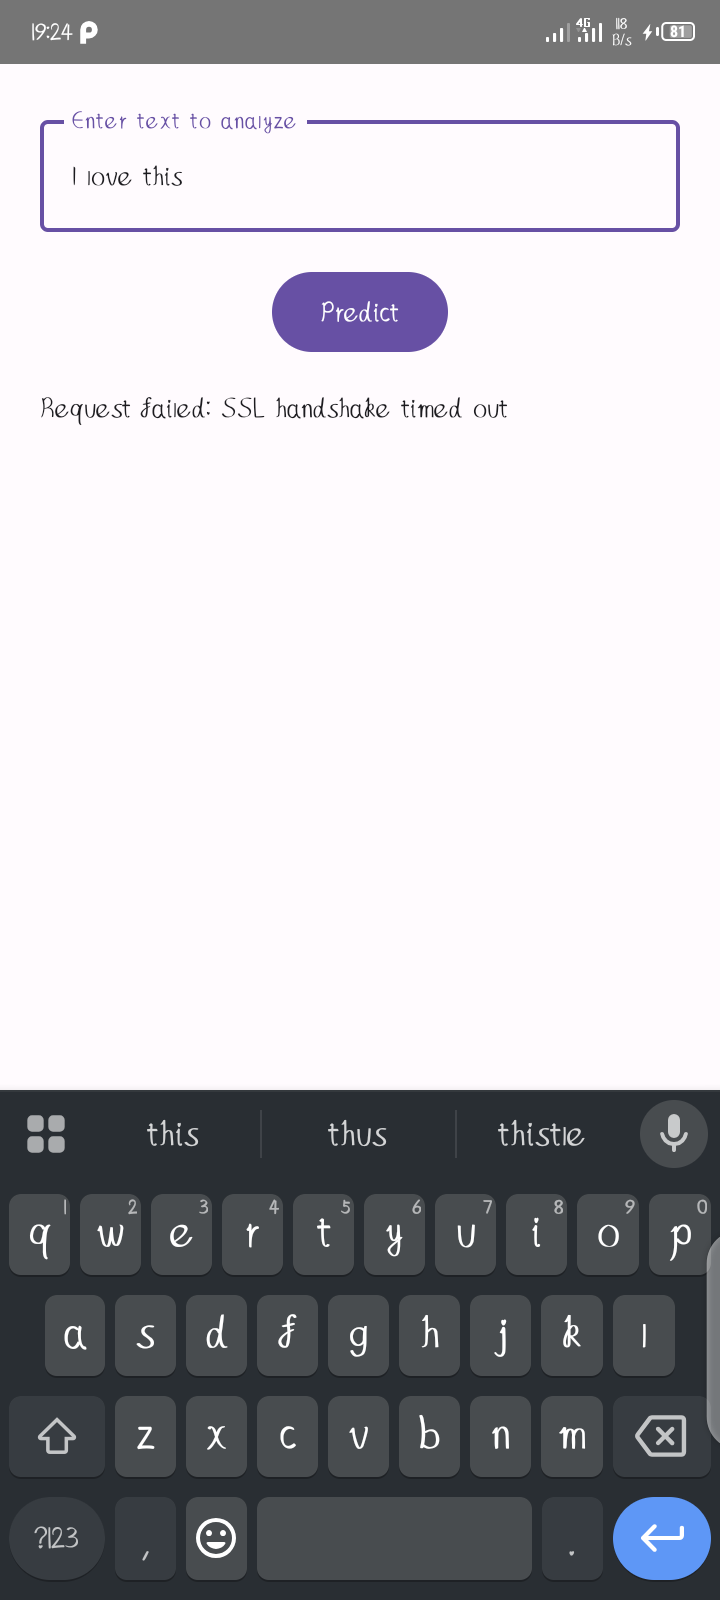 19:24 4G 118 B/s 81
Enter text to analyze
I love this
Predict
Request failed: SSL handshake timed out
this thus thistle
q 1 w 2 e 3 r 4 t 5 y 6 u 7 i 8 o 9 p 0
a s d f g h j k l
z x c v b n m
?123 , .